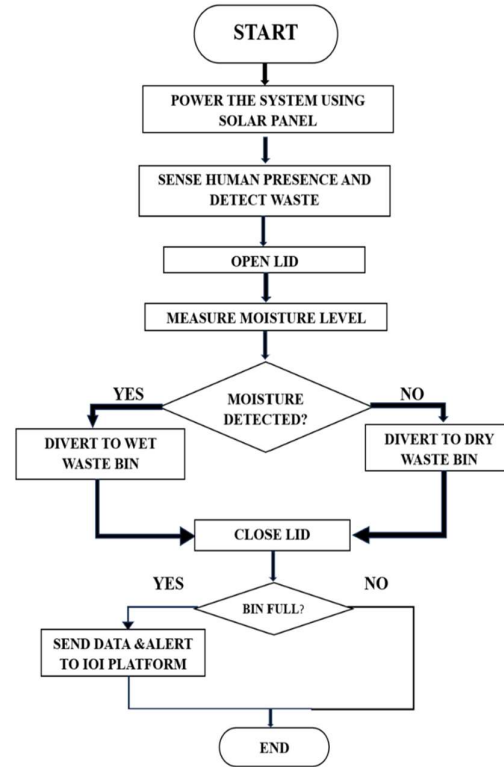 START
POWER THE SYSTEM USING
SOLAR PANEL
SENSE HUMAN PRESENCE AND
DETECT WASTE
OPEN LID
MEASURE MOISTURE LEVEL
YES
MOISTURE
DETECTED?
NO
DIVERT TO WET
WASTE BIN
DIVERT TO DRY
WASTE BIN
CLOSE LID
YES
BIN FULL?
NO
SEND DATA &ALERT
TO IOI PLATFORM
END